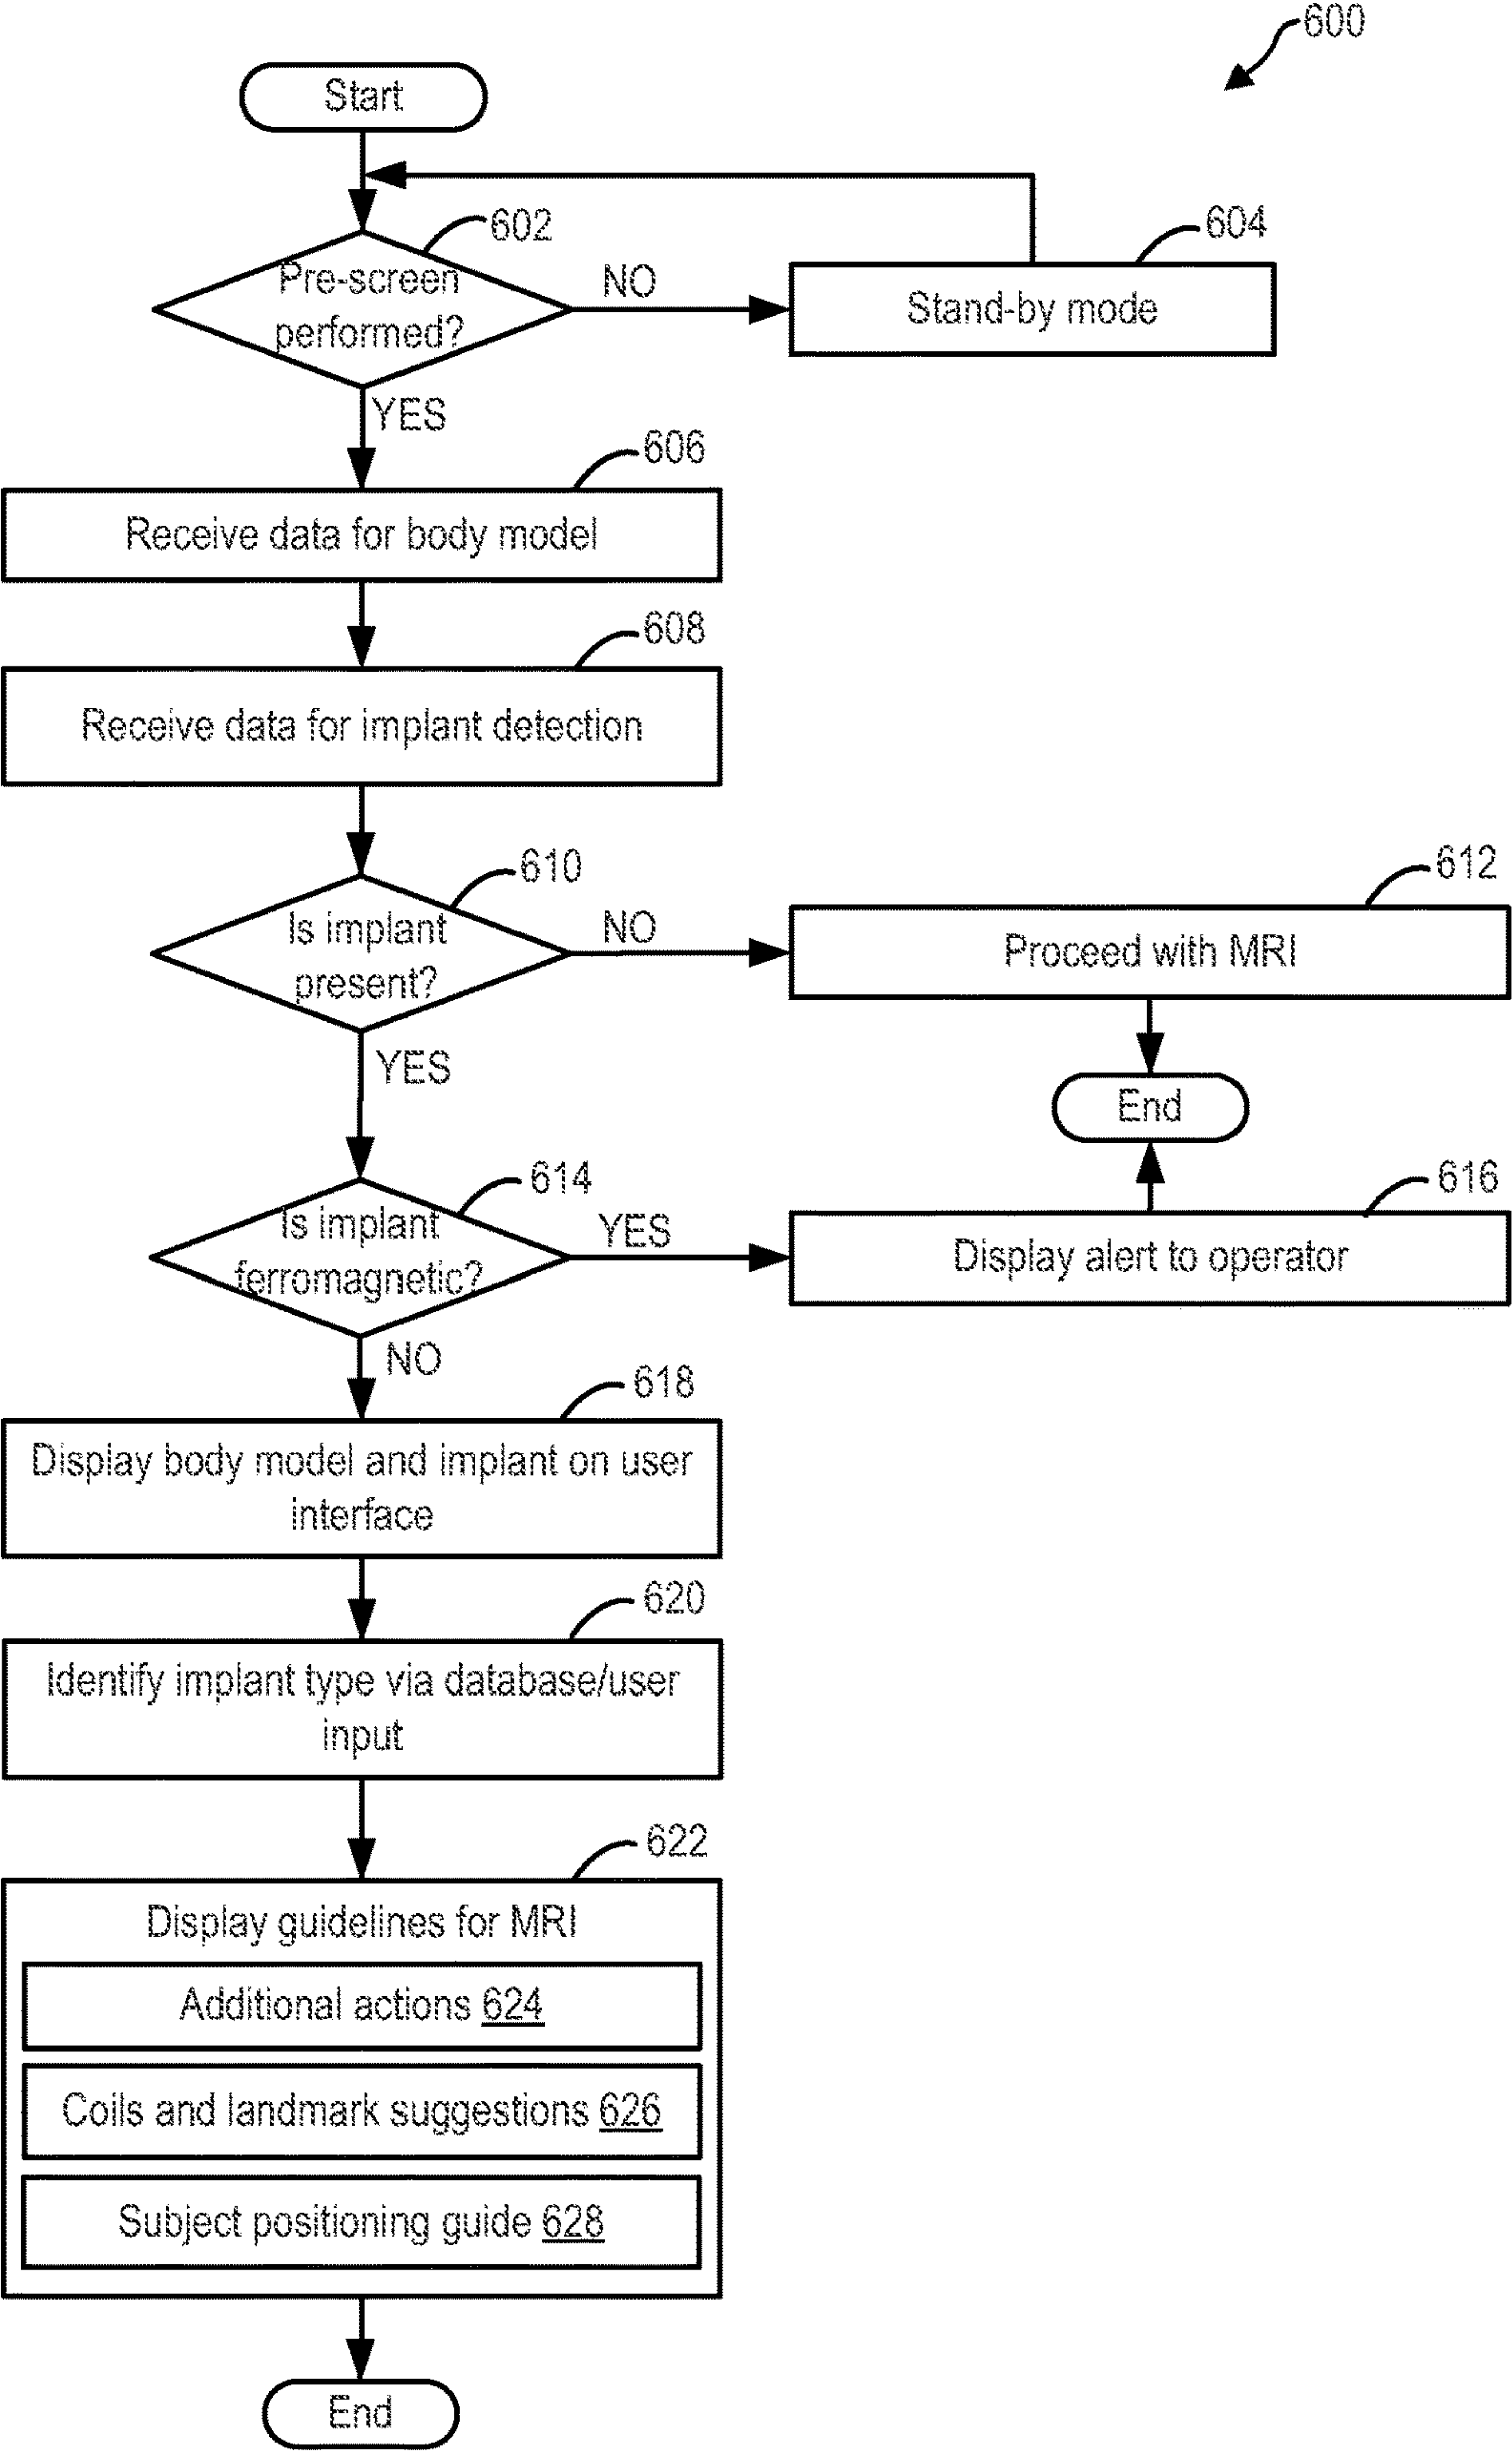 600
Start
602
Pre-screen
performed?
NO
604
Stand-by mode
YES
606
Receive data for body model
608
Receive data for implant detection
610
Is implant
present?
NO
612
Proceed with MRI
YES
End
614
Is implant
ferromagnetic?
YES
616
Display alert to operator
NO
618
Display body model and implant on user
interface
620
Identify implant type via database/user
input
622
Display guidelines for MRI
Additional actions 624
Coils and landmark suggestions 626
Subject positioning guide 628
End